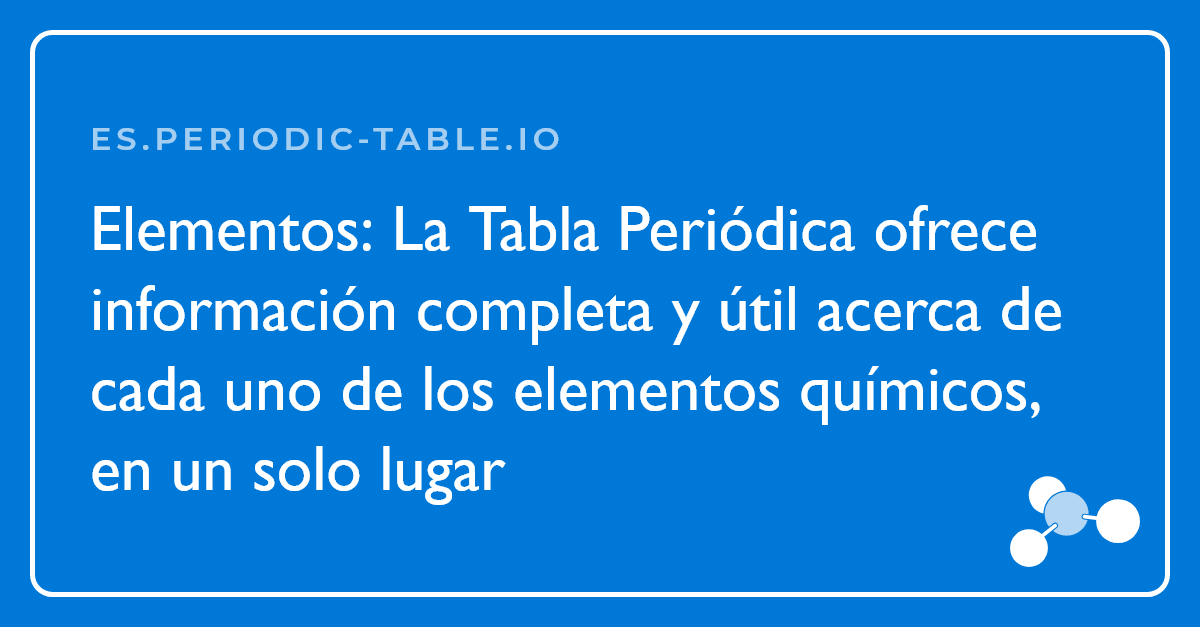 ES.PERIODIC-TABLE.IO
Elementos: La Tabla Periódica ofrece
información completa y útil acerca de
cada uno de los elementos químicos,
en un solo lugar